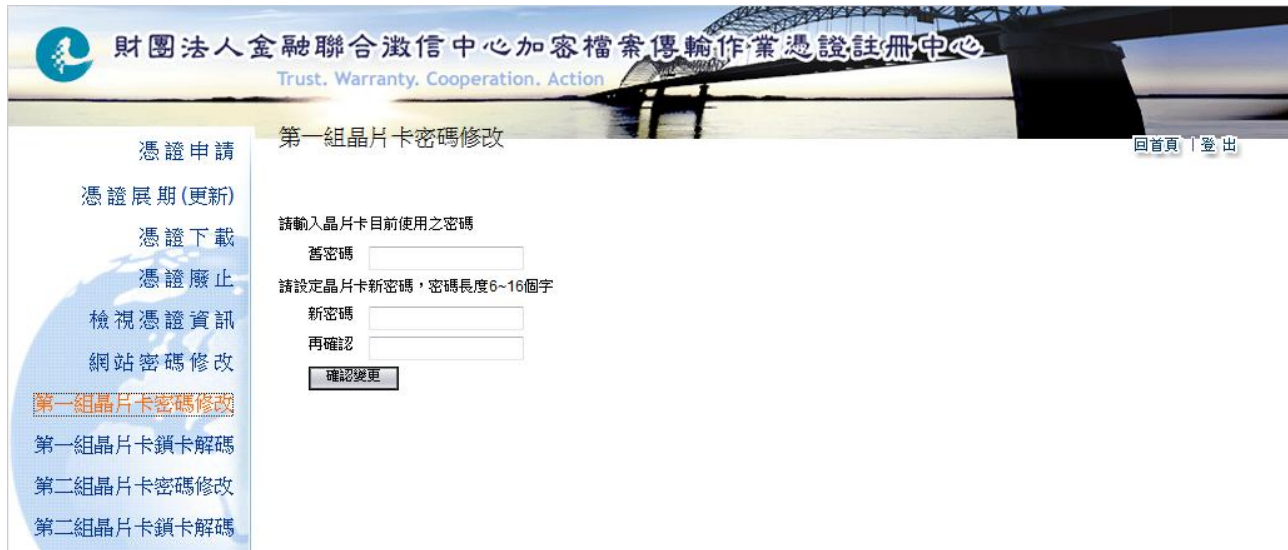 財團法人金融聯合徵信中心加密檔案傳輸作業憑證註冊中心
Trust. Warranty. Cooperation. Action
回首頁 | 登出
憑證申請
憑證展期(更新)
憑證下載
憑證廢止
檢視憑證資訊
網站密碼修改
第一組晶片卡密碼修改
第一組晶片卡鎖卡解碼
第二組晶片卡密碼修改
第二組晶片卡鎖卡解碼
第一組晶片卡密碼修改
請輸入晶片卡目前使用之密碼
舊密碼
請設定晶片卡新密碼，密碼長度6~16個字
新密碼
再確認
確認變更